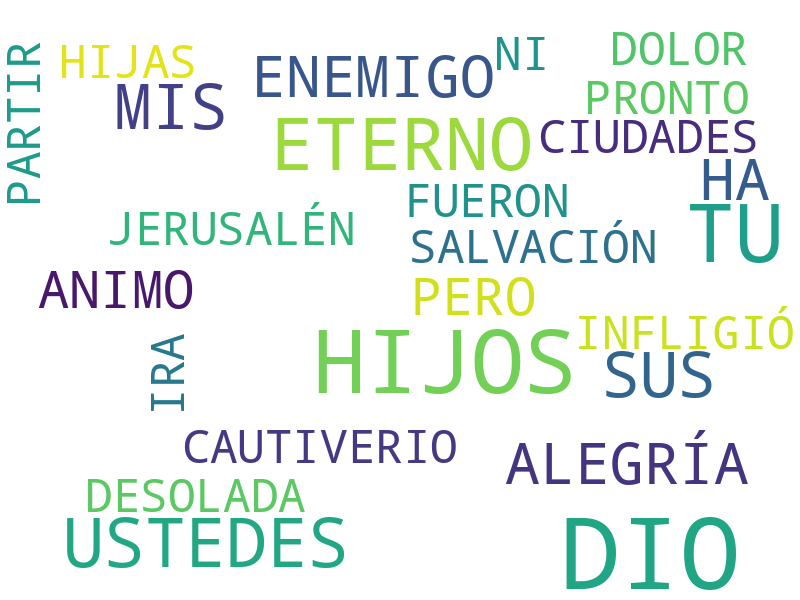 HIJAS
ENEMIGO
NI
DOLOR
PARTIR
MIS
PRONTO
ETERNO
CIUDADES
HA
FUERON
TU
JERUSALÉN
SALVACIÓN
ANIMO
PERO
INFLIGIÓ
HIJOS
SUS
IRA
CAUTIVERIO
ALEGRÍA
DESOLADA
USTEDES
DIO